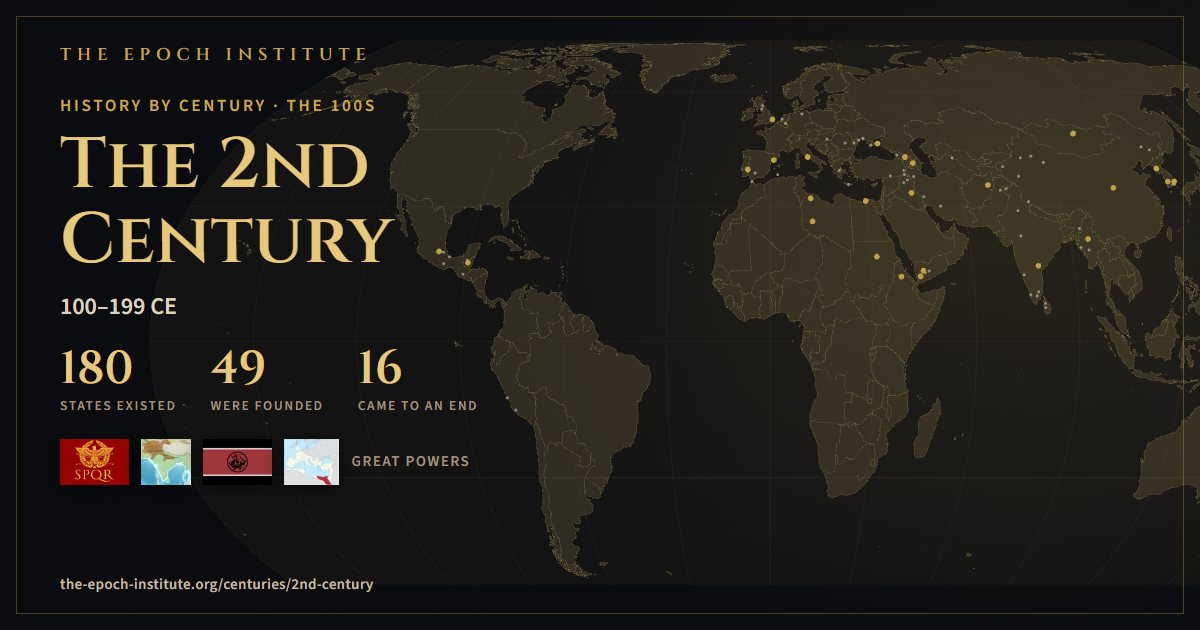 THE EPOCH INSTITUTE
HISTORY BY CENTURY · THE 100S
THE 2ND
CENTURY
100–199 CE
180 49 16
STATES EXISTED WERE FOUNDED CAME TO AN END
SPQR
GREAT POWERS
the-epoch-institute.org/centuries/2nd-century